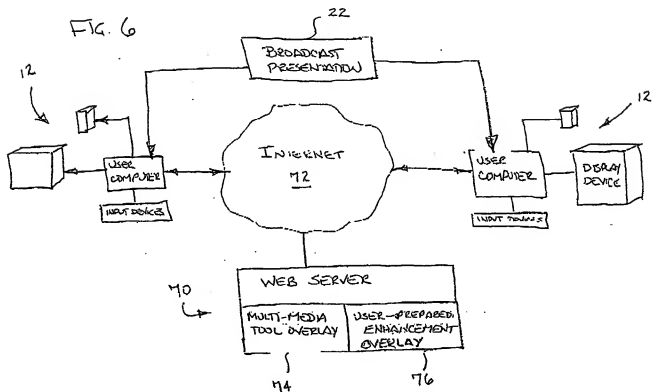 FIG. 6
22
BROADCAST
PRESENTATION
12
12
USER
COMPUTER
INPUT DEVICES
INTERNET
72
USER
COMPUTER
INPUT DEVICES
DISPLAY
DEVICE
WEB SERVER
70
MULTI-MEDIA
TOOL OVERLAY
USER-PREPARED
ENHANCEMENT
OVERLAY
74
76